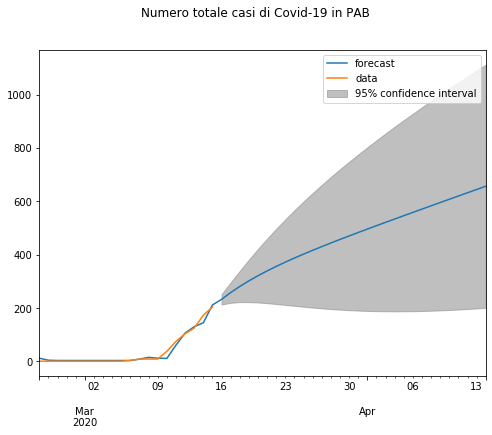 Numero totale casi di Covid-19 in PAB
forecast
data
95% confidence interval
1000
800
600
400
200
0
02 09 16 23 30 06 13
Mar Apr
2020